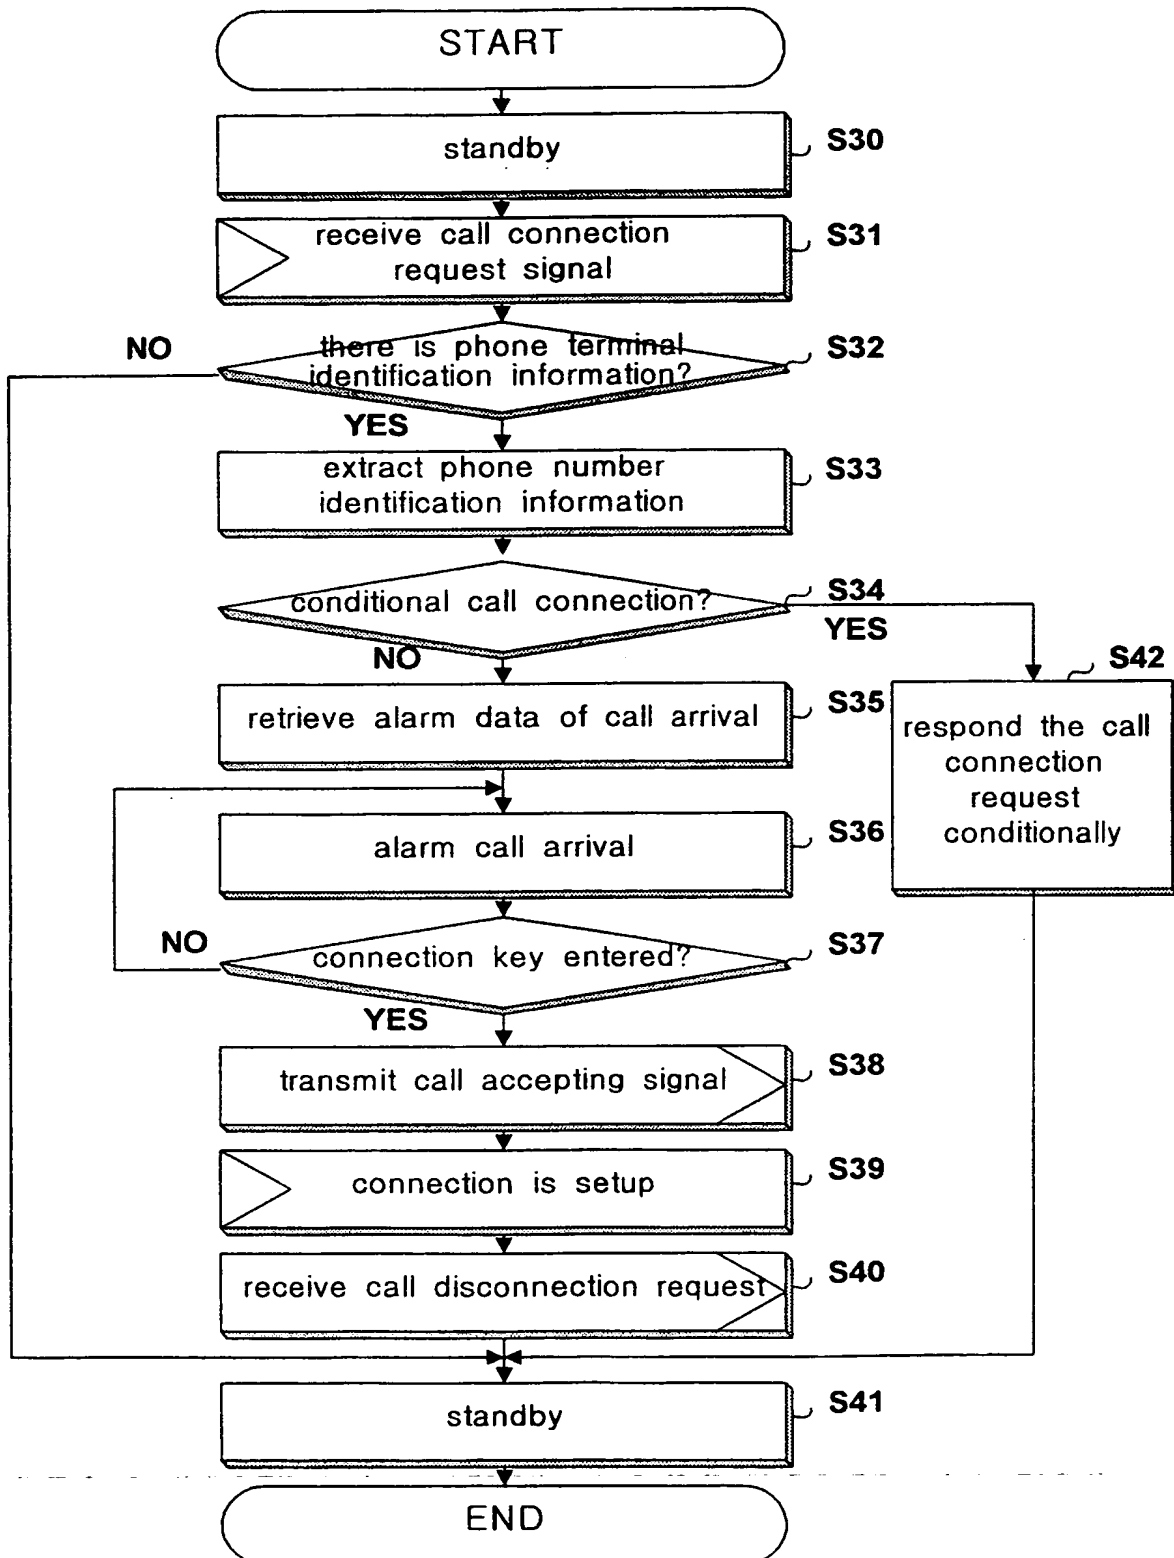 START
standby
S30
receive call connection
request signal
S31
there is phone terminal
identification information?
S32
NO
YES
extract phone number
identification information
S33
conditional call connection?
S34
YES
NO
S42
retrieve alarm data of call arrival
S35
respond the call
connection
request
conditionally
alarm call arrival
S36
connection key entered?
S37
NO
YES
transmit call accepting signal
S38
connection is setup
S39
receive call disconnection request
S40
standby
S41
END